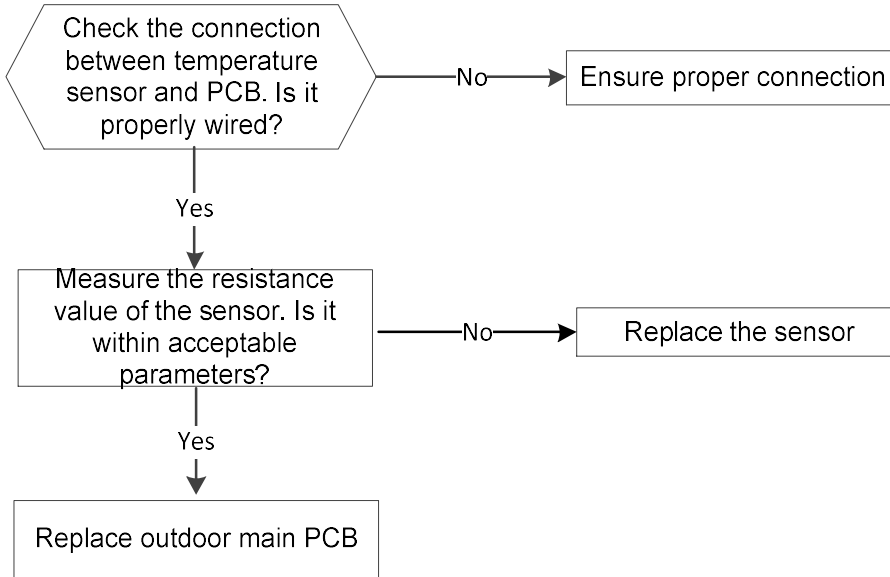 Check the connection
between temperature
sensor and PCB. Is it
properly wired?
No
Ensure proper connection
Yes
Measure the resistance
value of the sensor. Is it
within acceptable
parameters?
No
Replace the sensor
Yes
Replace outdoor main PCB